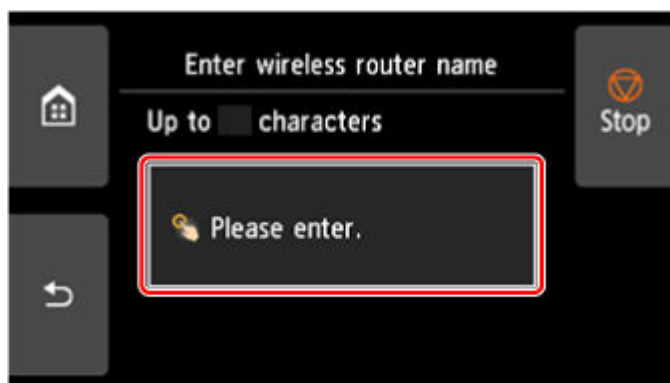 Enter wireless router name
Up to characters
Stop
Please enter.